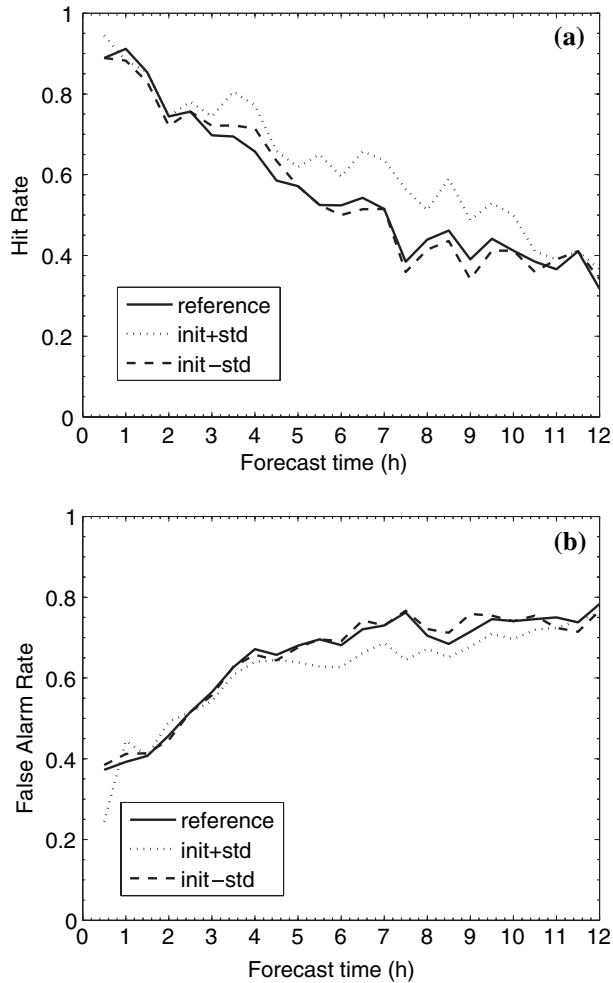 1
(a)
0.8
0.6
Hit Rate
0.4
reference
init+std
0.2
init−std
0
0 1 2 3 4 5 6 7 8 9 10 11 12
Forecast time (h)
1
(b)
0.8
0.6
False Alarm Rate
0.4
reference
0.2
init+std
init−std
0
0 1 2 3 4 5 6 7 8 9 10 11 12
Forecast time (h)